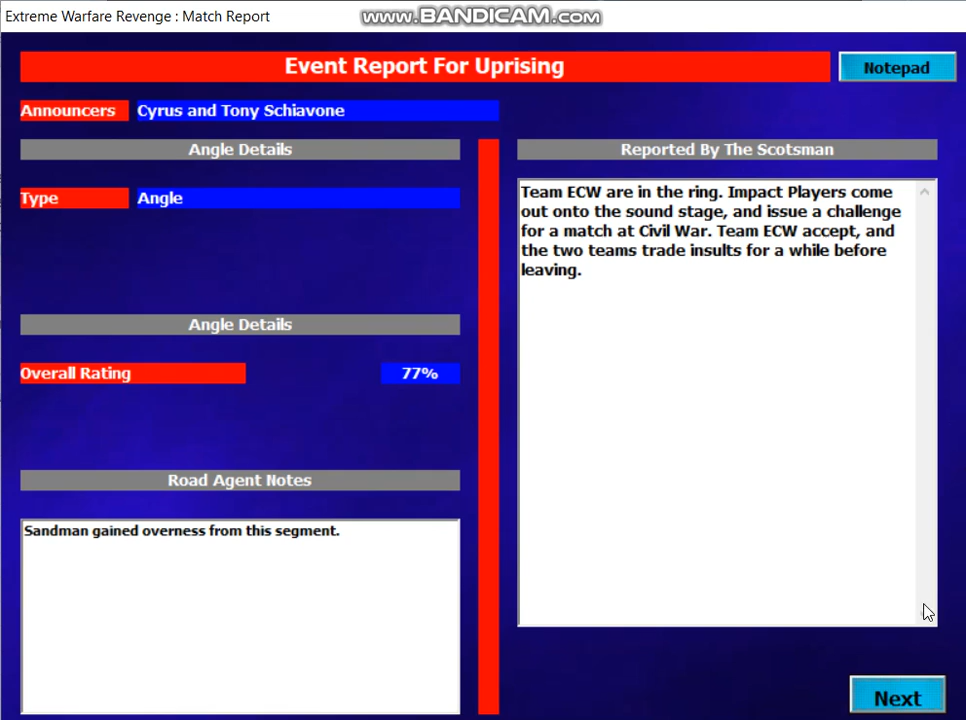 Extreme Warfare Revenge : Match Report
www.BANDICAM.com
Event Report For Uprising
Notepad
Announcers
Cyrus and Tony Schiavone
Angle Details
Type
Angle
Angle Details
Overall Rating
77%
Road Agent Notes
Sandman gained overness from this segment.
Reported By The Scotsman
Team ECW are in the ring. Impact Players come
out onto the sound stage, and issue a challenge
for a match at Civil War. Team ECW accept, and
the two teams trade insults for a while before
leaving.
Next